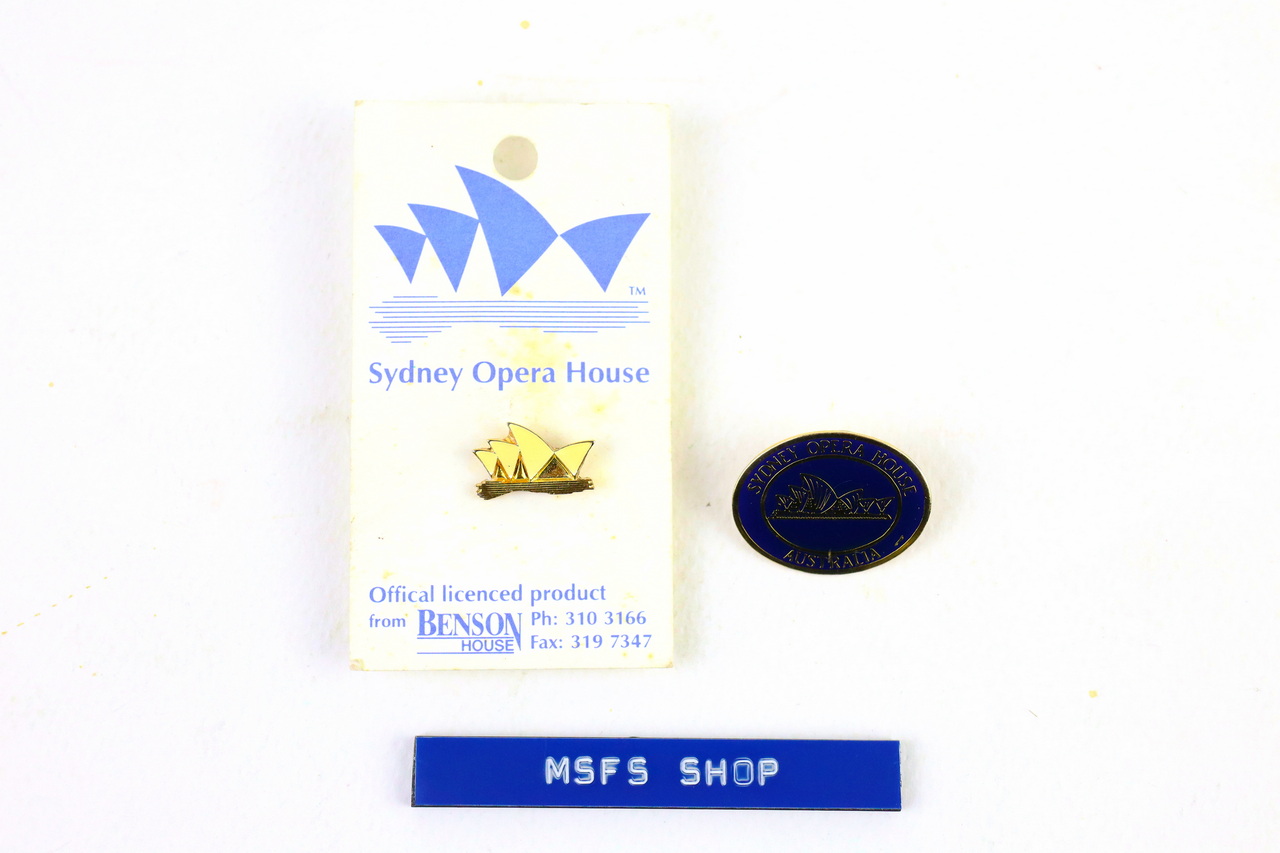 TM
Sydney Opera House
Offical licenced product
from BENSON HOUSE
Ph: 310 3166
Fax: 319 7347
SYDNEY OPERA HOUSE
AUSTRALIA
MSFS SHOP